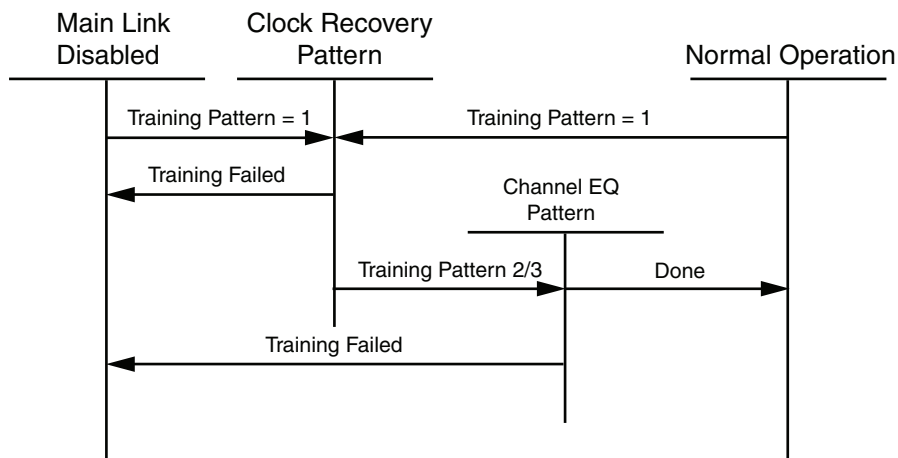 Main Link
Disabled
Clock Recovery
Pattern
Normal Operation
Training Pattern = 1
Training Pattern = 1
Training Failed
Channel EQ
Pattern
Training Pattern 2/3
Done
Training Failed